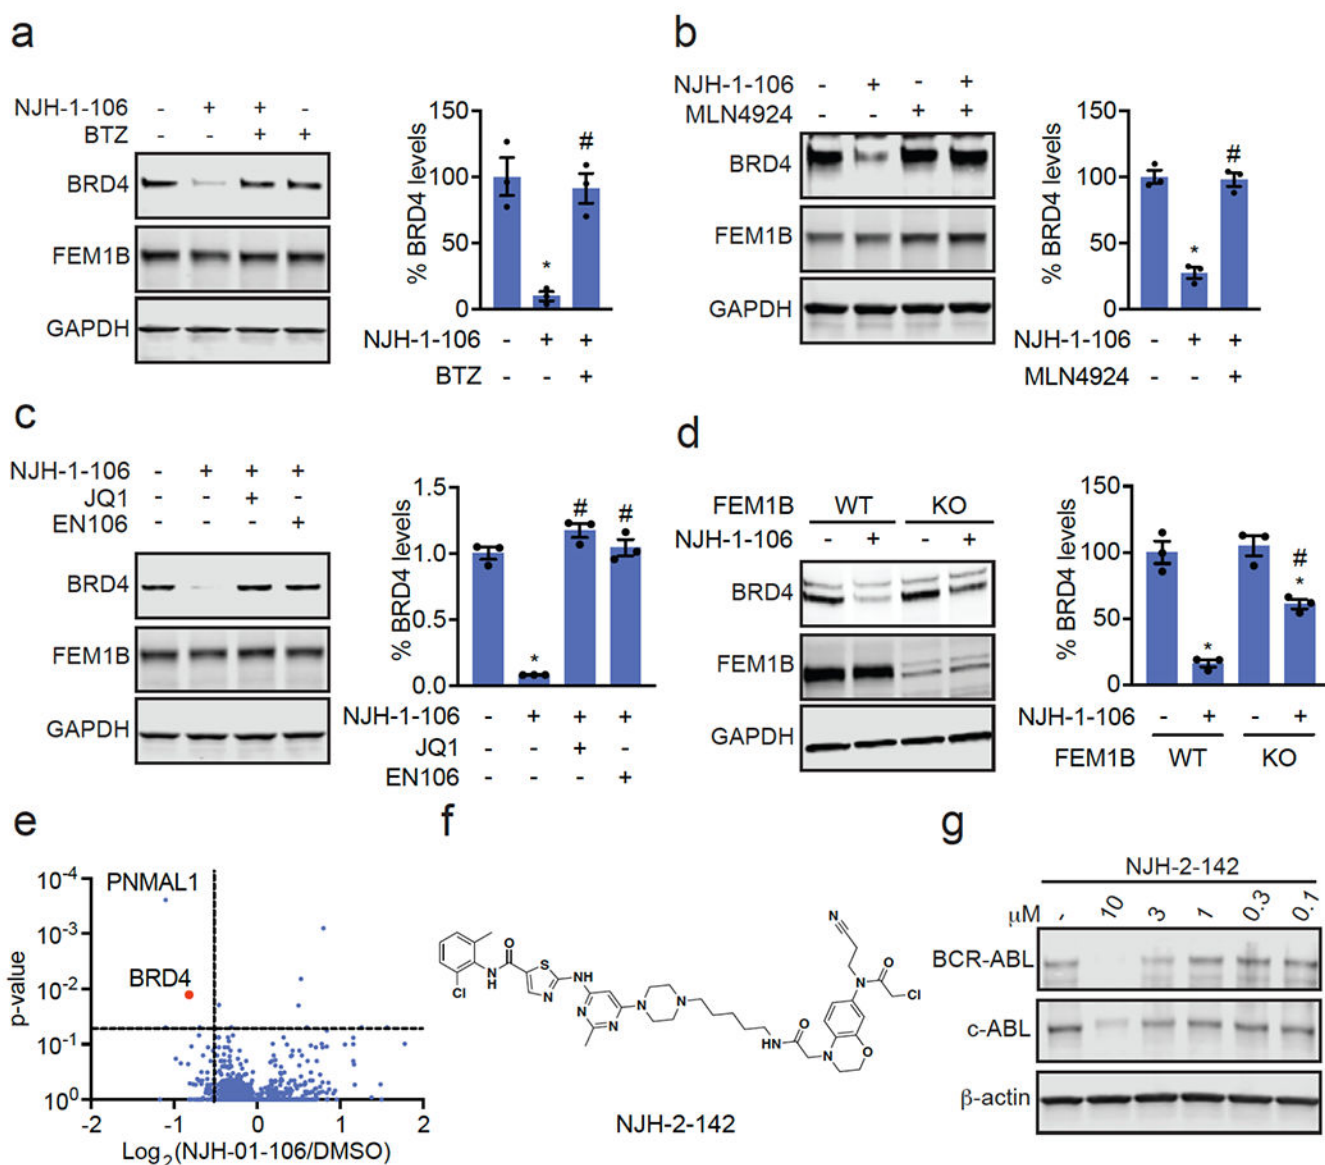 a
NJH-1-106 - + + -
BTZ - - + +
BRD4
FEM1B
GAPDH
% BRD4 levels
150
100
50
0
*
#
NJH-1-106 - + +
BTZ - - +
b
NJH-1-106 - + - +
MLN4924 - - + +
BRD4
FEM1B
GAPDH
% BRD4 levels
150
100
50
0
*
#
NJH-1-106 - + +
MLN4924 - - +
c
NJH-1-106 - + + +
JQ1 - - + -
EN106 - - - +
BRD4
FEM1B
GAPDH
% BRD4 levels
1.5
1.0
0.5
0.0
*
#
#
NJH-1-106 - + + +
JQ1 - - + -
EN106 - - - +
d
FEM1B WT KO
NJH-1-106 - + - +
BRD4
FEM1B
GAPDH
% BRD4 levels
150
100
50
0
*
#
*
NJH-1-106 - + - +
FEM1B WT KO
e
p-value
10-4
10-3
10-2
10-1
100
PNMAL1
BRD4
-2 -1 0 1 2
Log2(NJH-01-106/DMSO)
f
Cl
N
H
O
S
N
NH
N
N
N
N
HN
O
N
O
N
N
O
Cl
NJH-2-142
g
NJH-2-142
μM - 10 3 1 0.3 0.1
BCR-ABL
c-ABL
β-actin